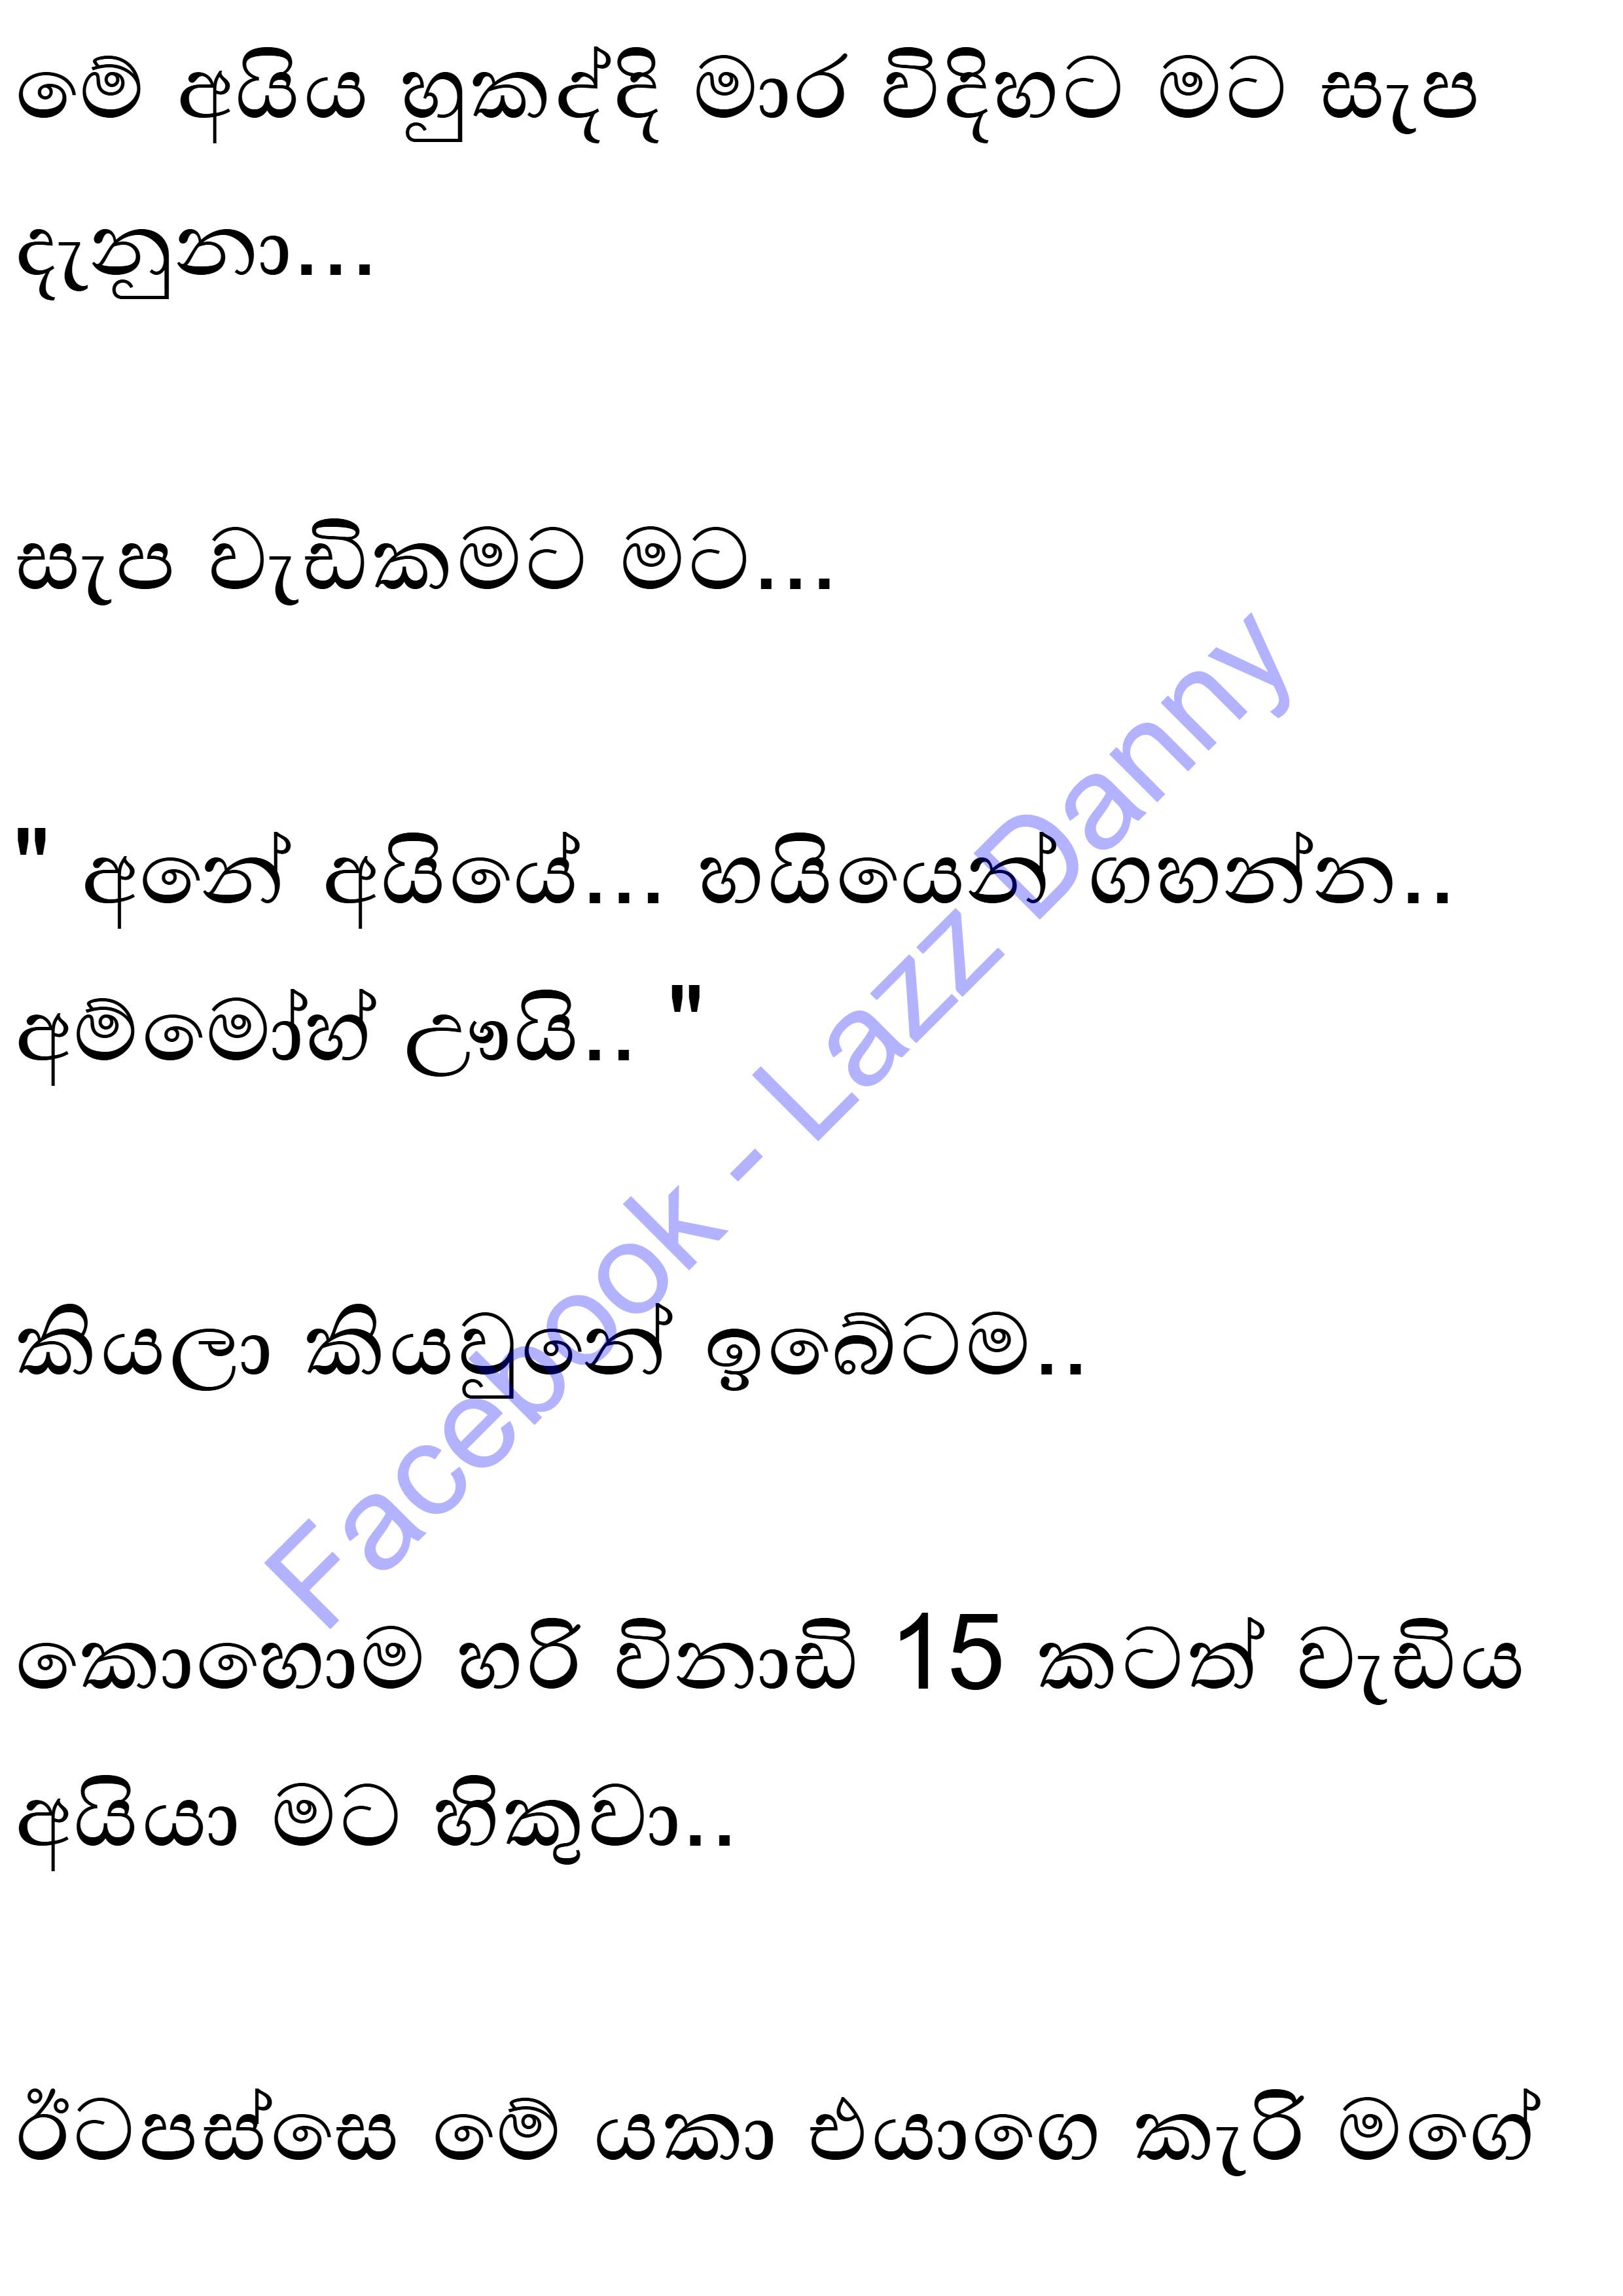 මේ අයිය හුකද්දි මාර විදිහට මට සැප
දැනුනා...
සැප වැඩිකමට මට...
" අනේ අයියේ... හයියෙන් ගහන්න..
අම්මෝහ් ඌයි.. "
කියලා කියවුනේ ඉබේටම..
කොහොම හරි විනාඩි 15 කටත් වැඩිය
අයියා මට හිකුවා..
ඊටපස්සෙ මේ යකා එයාගෙ කැරි මගේ
Facebook - Lazz Danny